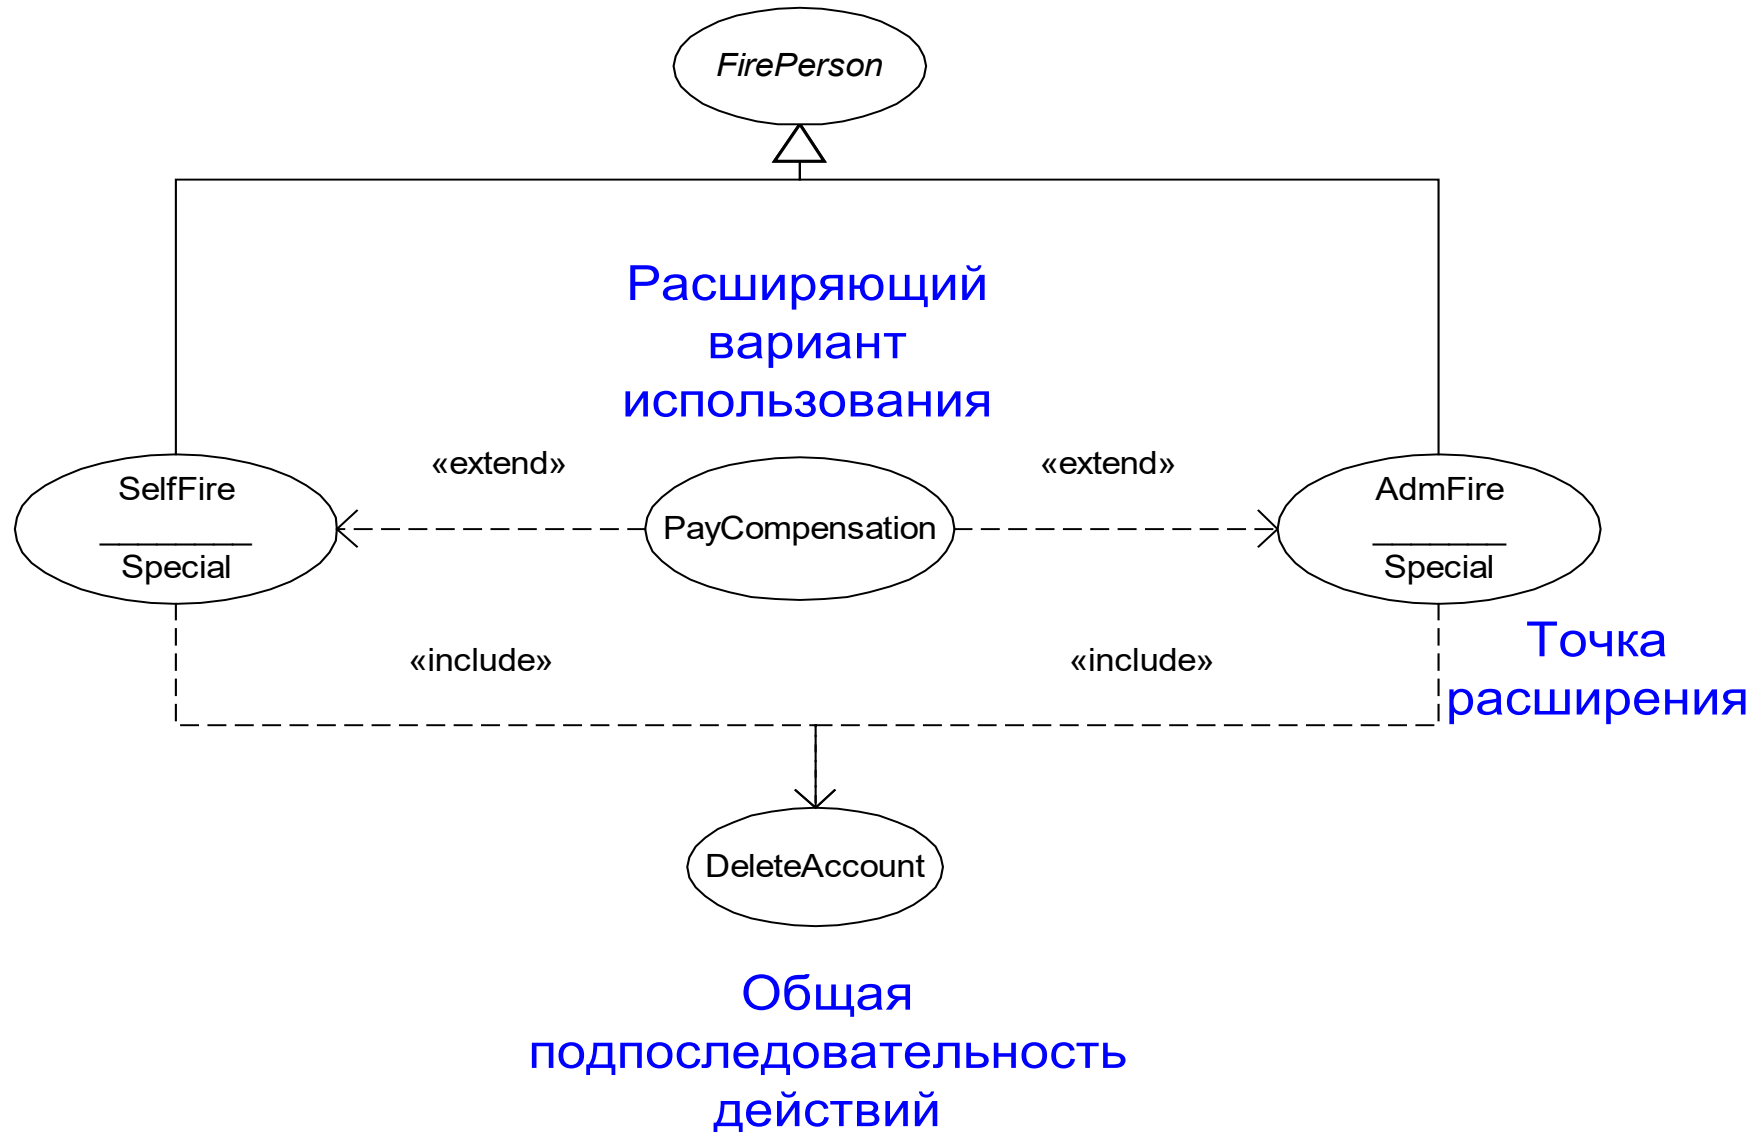 FirePerson
Расширяющий
вариант
использования
«extend»
«extend»
SelfFire
Special
PayCompensation
AdmFire
Special
«include»
«include»
Точка
расширения
DeleteAccount
Общая
подпоследовательность
действий